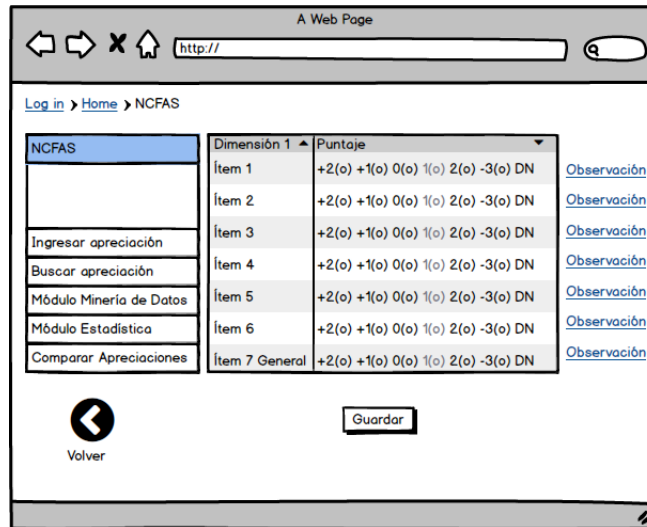 A Web Page
http://
Log in > Home > NCFAS
NCFAS
Ingresar apreciación
Buscar apreciación
Módulo Minería de Datos
Módulo Estadística
Comparar Apreciaciones
Dimensión 1 Puntaje
Ítem 1 +2(o) +1(o) 0(o) 1(o) 2(o) -3(o) DN Observación
Ítem 2 +2(o) +1(o) 0(o) 1(o) 2(o) -3(o) DN Observación
Ítem 3 +2(o) +1(o) 0(o) 1(o) 2(o) -3(o) DN Observación
Ítem 4 +2(o) +1(o) 0(o) 1(o) 2(o) -3(o) DN Observación
Ítem 5 +2(o) +1(o) 0(o) 1(o) 2(o) -3(o) DN Observación
Ítem 6 +2(o) +1(o) 0(o) 1(o) 2(o) -3(o) DN Observación
Ítem 7 General +2(o) +1(o) 0(o) 1(o) 2(o) -3(o) DN Observación
Volver
Guardar